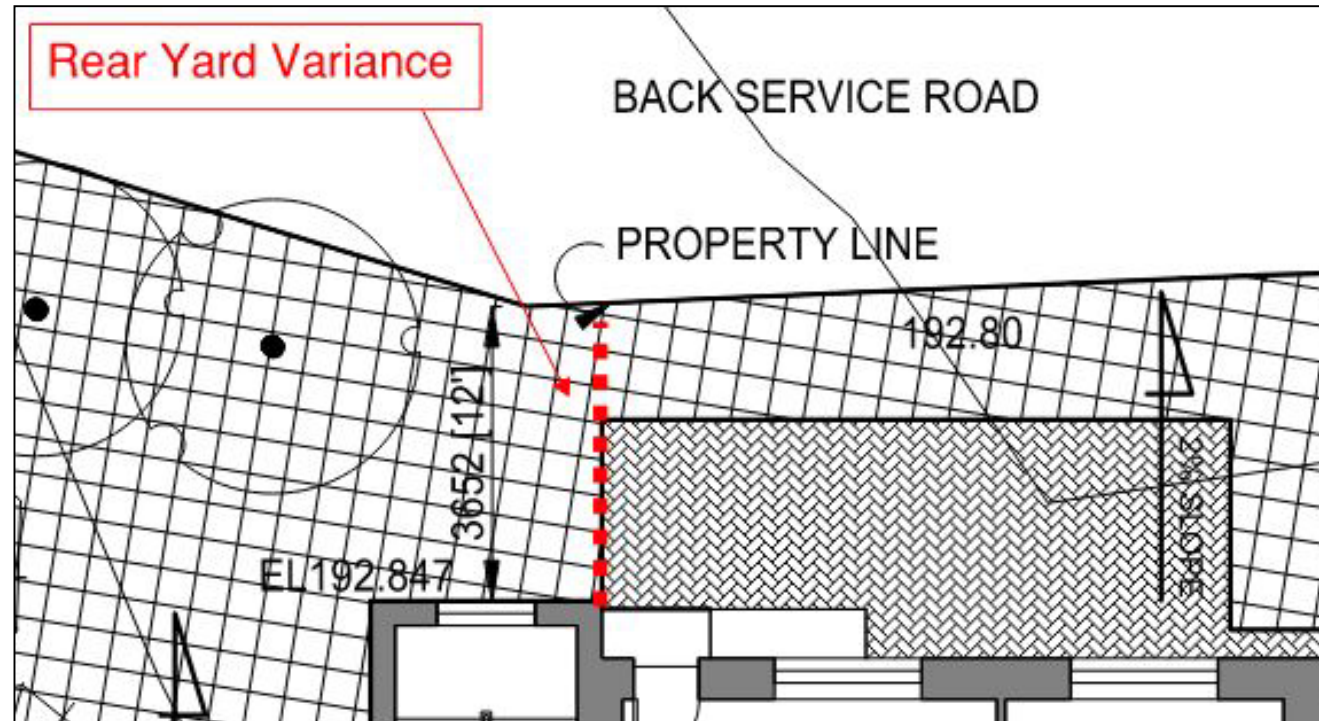 Rear Yard Variance
BACK SERVICE ROAD
PROPERTY LINE
192.80
3652 [12']
2% SLOPE
EL192.847